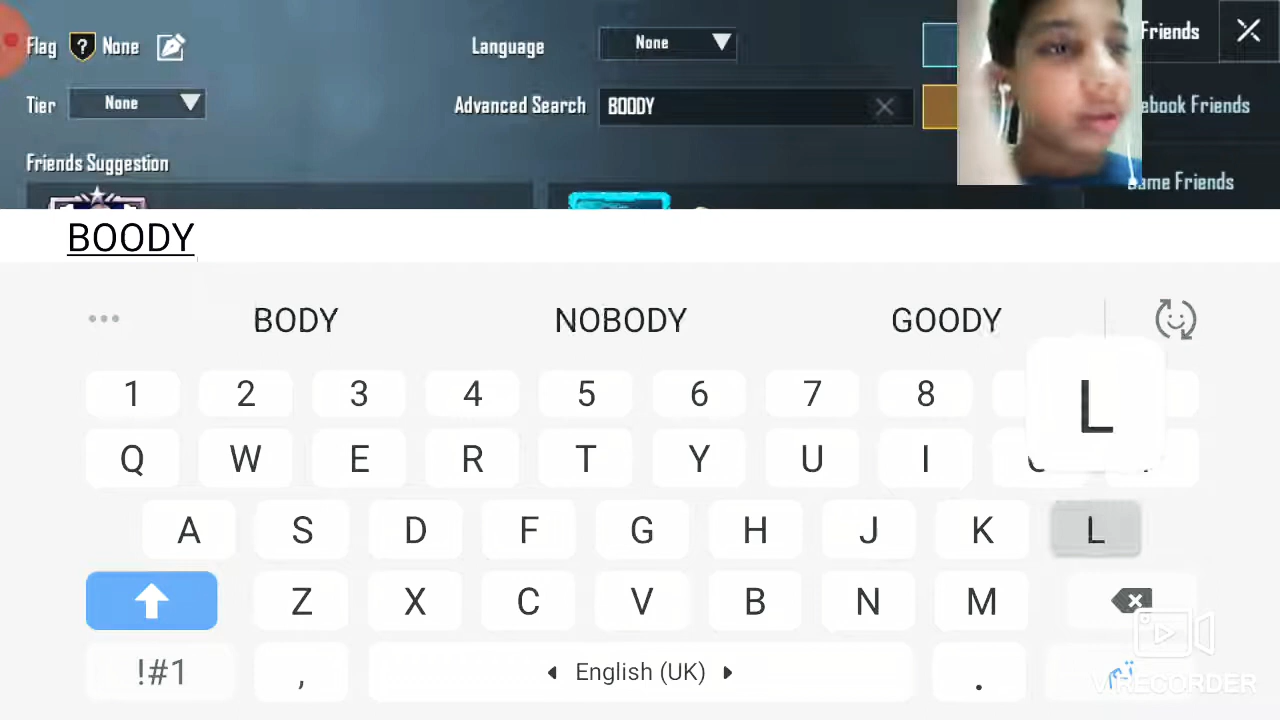 Flag ? None
Language None
Friends
Tier None
Advanced Search BOODY
ebook Friends
Friends Suggestion
ame Friends
BOODY
BODY NOBODY GOODY
1 2 3 4 5 6 7 8
L
Q W E R T Y U I
A S D F G H J K L
Z X C V B N M
!#1 , English (UK) .
V RECORDER